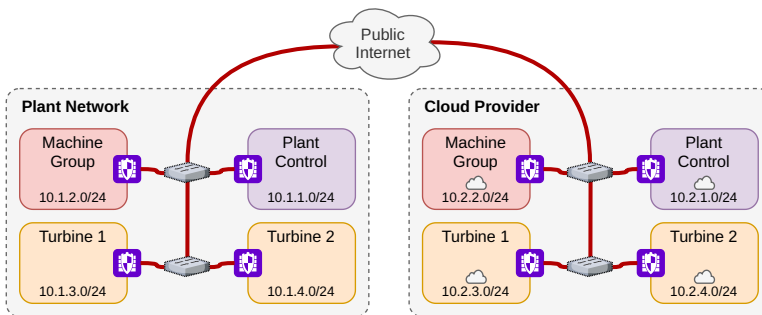 Public
Internet
Plant Network
Machine
Group
10.1.2.0/24
Plant
Control
10.1.1.0/24
Turbine 1
10.1.3.0/24
Turbine 2
10.1.4.0/24
Cloud Provider
Machine
Group
10.2.2.0/24
Plant
Control
10.2.1.0/24
Turbine 1
10.2.3.0/24
Turbine 2
10.2.4.0/24